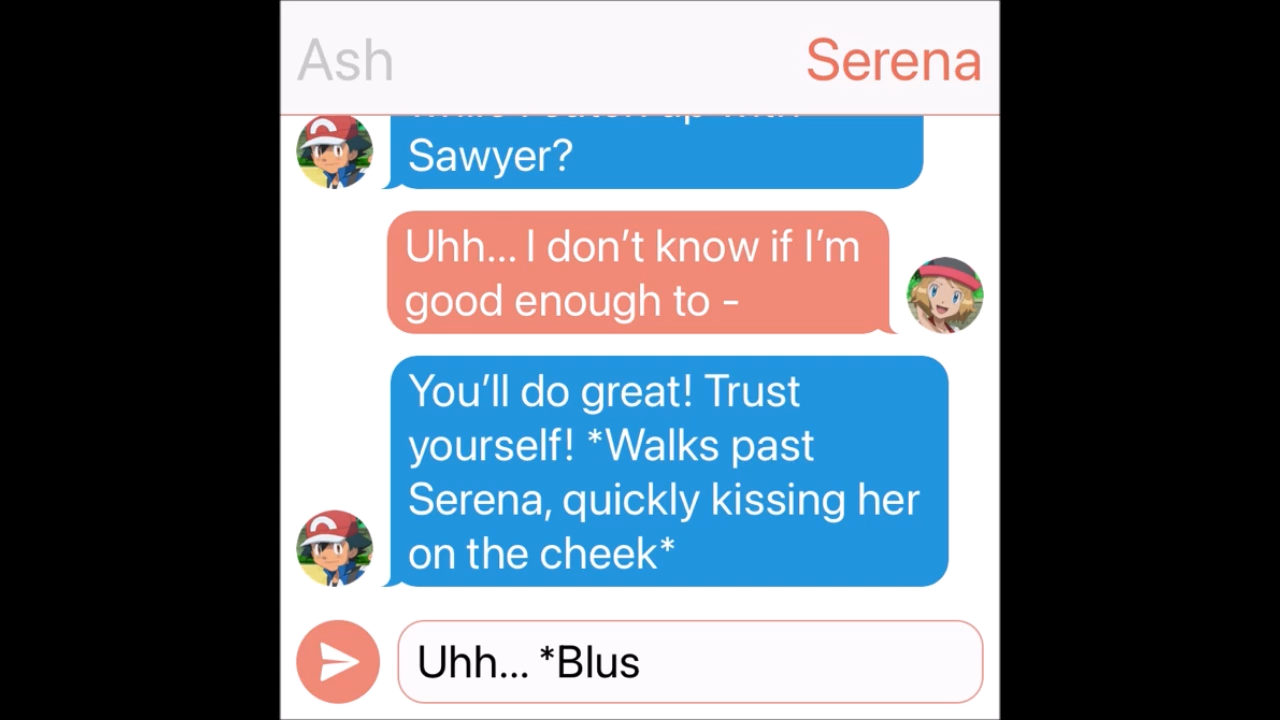 Ash
Serena
Sawyer?
Uhh... I don't know if I'm
good enough to -
You'll do great! Trust
yourself! *Walks past
Serena, quickly kissing her
on the cheek*
Uhh... *Blus